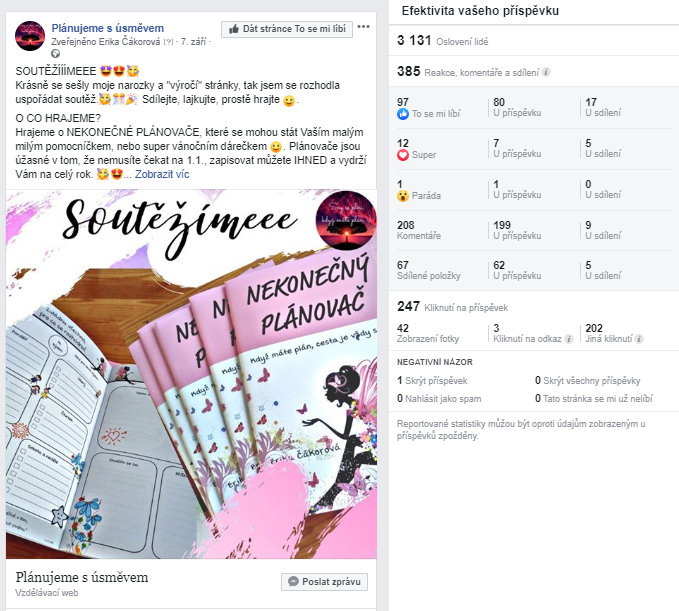 Plánujeme s úsměvem
Dát stránce To se mi líbí
Zveřejněno Erika Čákorová [?] · 7. září ·
SOUTĚŽÍÍÍMEEE 🤩😍🥰
Krásně se sešly moje narozky a "výročí" stránky, tak jsem se rozhodla
uspořádat soutěž.🥰🎊🎉 Sdílejte, lajkujte, prostě hrajte 🙂.
O CO HRAJEME?
Hrajeme o NEKONEČNÉ PLÁNOVAČE, které se mohou stát Vaším malým
milým pomocníčkem, nebo super vánočním dárečkem 🙂. Plánovače jsou
úžasné v tom, že nemusíte čekat na 1.1., zapisovat můžete IHNED a vydrží
Vám na celý rok. 🥰😍... Zobrazit víc
Soutěžímeee
Sny se plní,
když máte plán
NEKONEČNÝ
PLÁNOVAČ
Když máte plán, cesta je vždy s
erika čákorová
Plánujeme s úsměvem
Vzdělávací web
Poslat zprávu
Efektivita vašeho příspěvku
3 131 Oslovení lidé
385 Reakce, komentáře a sdílení
97 To se mi líbí
80 U příspěvku
17 U sdílení
12 Super
7 U příspěvku
5 U sdílení
1 Paráda
1 U příspěvku
0 U sdílení
208 Komentáře
199 U příspěvku
9 U sdílení
67 Sdílené položky
62 U příspěvku
5 U sdílení
247 Kliknutí na příspěvek
42 Zobrazení fotky
3 Kliknutí na odkaz
202 Jiná kliknutí
NEGATIVNÍ NÁZOR
1 Skrýt příspěvek
0 Skrýt všechny příspěvky
0 Nahlásit jako spam
0 Tato stránka se mi už nelíbí
Reportované statistiky můžou být oproti údajům zobrazeným u
příspěvků zpožděny.